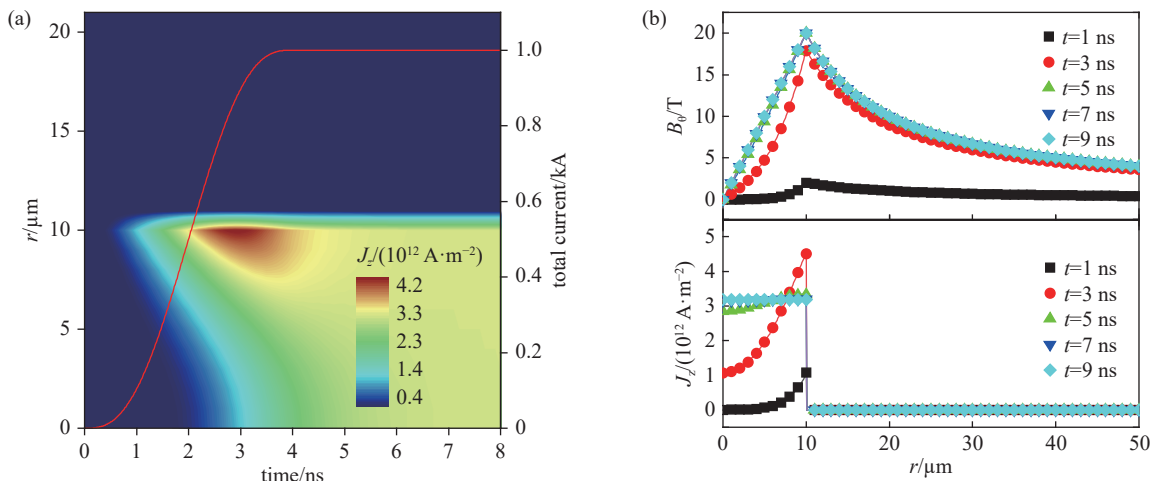 (a)
20
15
10
5
0
r/μm
0 1 2 3 4 5 6 7 8
time/ns
1.0
0.8
0.6
0.4
0.2
0
total current/kA
J_z/(10^12 A·m^−2)
4.2
3.3
2.3
1.4
0.4
(b)
20
15
10
5
0
B_θ/T
t=1 ns
t=3 ns
t=5 ns
t=7 ns
t=9 ns
5
4
3
2
1
0
J_z/(10^12 A·m^−2)
t=1 ns
t=3 ns
t=5 ns
t=7 ns
t=9 ns
0 10 20 30 40 50
r/μm